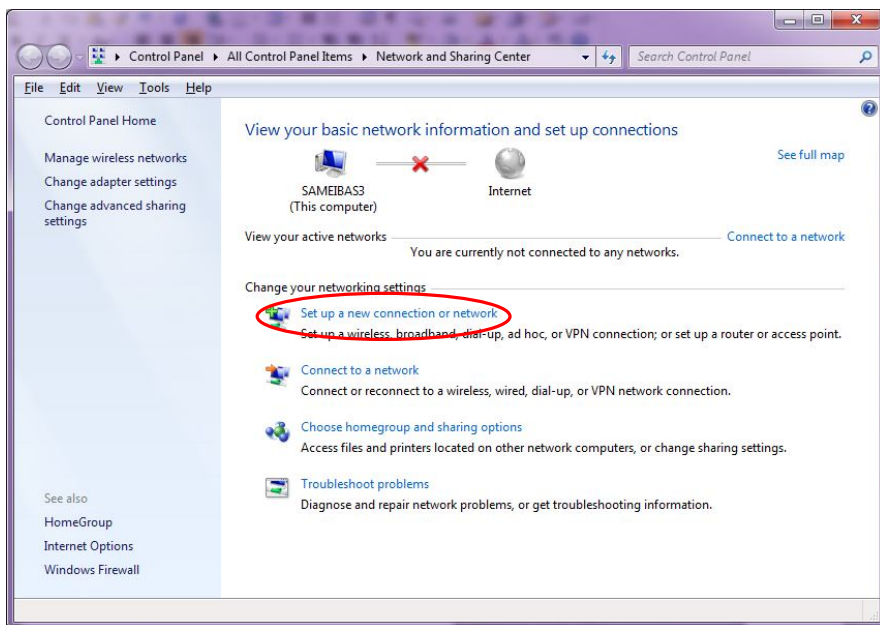 Control Panel All Control Panel Items Network and Sharing Center Search Control Panel
File Edit View Tools Help
Control Panel Home
Manage wireless networks
Change adapter settings
Change advanced sharing
settings
See also
HomeGroup
Internet Options
Windows Firewall
View your basic network information and set up connections
See full map
SAMEIBAS3
(This computer)
Internet
View your active networks
Connect to a network
You are currently not connected to any networks.
Change your networking settings
Set up a new connection or network
Set up a wireless, broadband, dial-up, ad hoc, or VPN connection; or set up a router or access point.
Connect to a network
Connect or reconnect to a wireless, wired, dial-up, or VPN network connection.
Choose homegroup and sharing options
Access files and printers located on other network computers, or change sharing settings.
Troubleshoot problems
Diagnose and repair network problems, or get troubleshooting information.